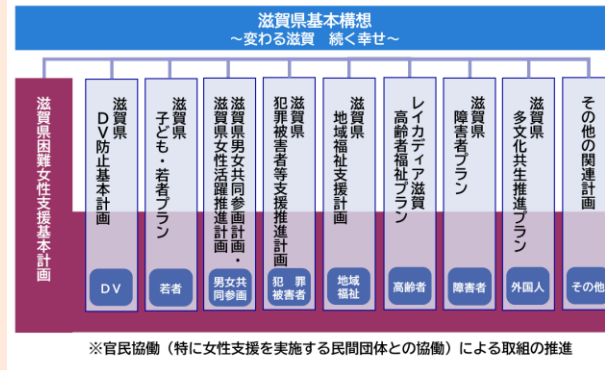 滋賀県基本構想
～変わる滋賀 続く幸せ～
滋賀県困難女性支援基本計画
滋賀県
DV防止基本計画
滋賀県
子ども・若者プラン
滋賀県男女共同参画計画・
滋賀県女性活躍推進計画
滋賀県
犯罪被害者等支援推進計画
滋賀県
地域福祉支援計画
レイカディア滋賀
高齢者福祉プラン
滋賀県
障害者プラン
滋賀県
多文化共生推進プラン
その他の関連計画
DV
若者
男女共
同参画
犯 罪
被害者
地域
福祉
高齢者
障害者
外国人
その他
※官民協働（特に女性支援を実施する民間団体との協働）による取組の推進